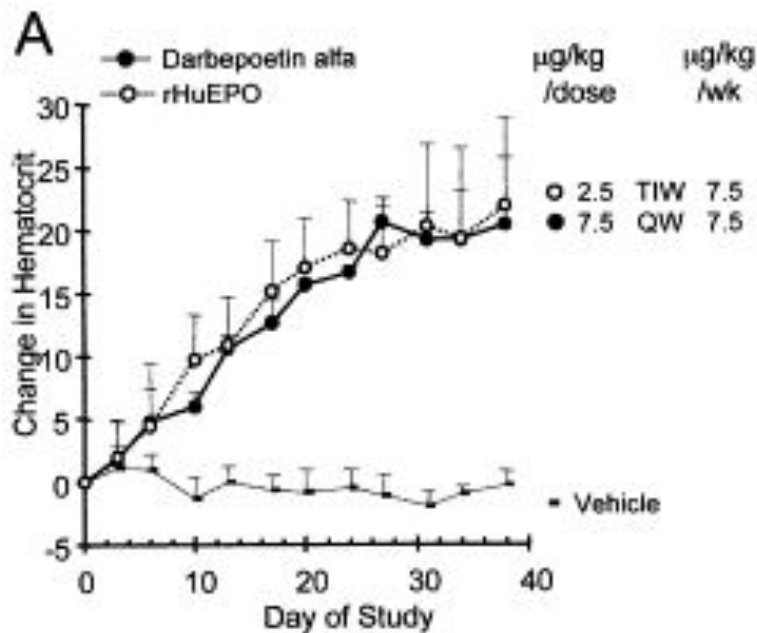 A
Darbepoetin alfa
rHuEPO
µg/kg µg/kg
/dose /wk
2.5 TIW 7.5
7.5 QW 7.5
Change in Hematocrit
30
25
20
15
10
5
0
-5
Vehicle
0 10 20 30 40
Day of Study